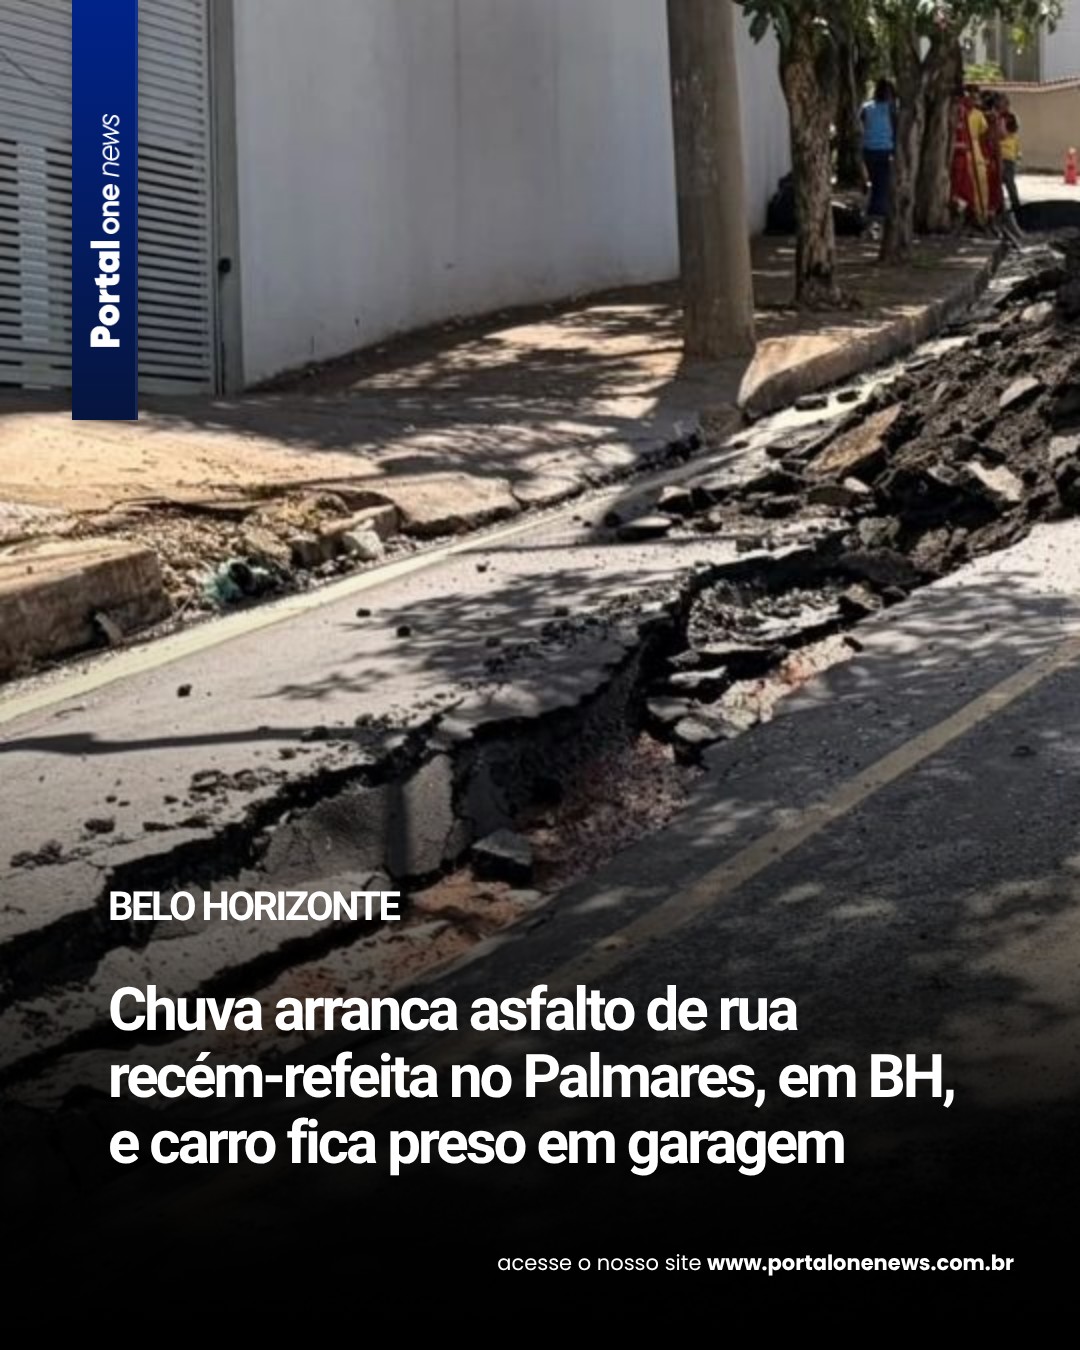 Portal one news
BELO HORIZONTE
Chuva arranca asfalto de rua
recém-refeita no Palmares, em BH,
e carro fica preso em garagem
acesse o nosso site www.portalonenews.com.br